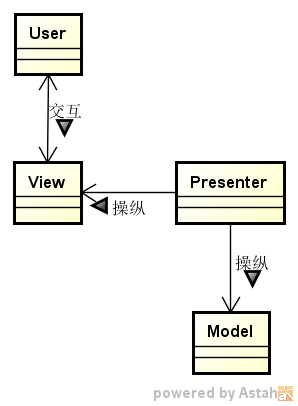 User
交互
View
Presenter
操纵
操纵
Model
powered by Astah